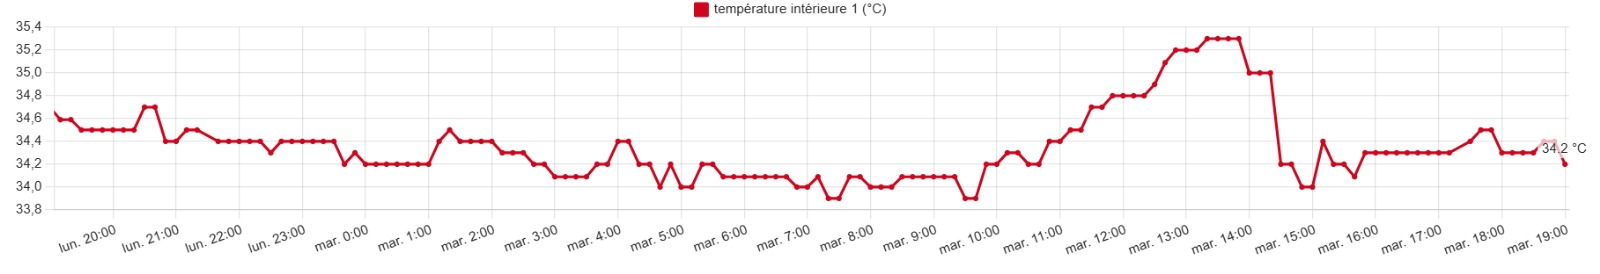 température intérieure 1 (°C)
35,4
35,2
35,0
34,8
34,6
34,4
34,2
34,0
33,8
34.2 °C
lun. 20:00
lun. 21:00
lun. 22:00
lun. 23:00
mar. 0:00
mar. 1:00
mar. 2:00
mar. 3:00
mar. 4:00
mar. 5:00
mar. 6:00
mar. 7:00
mar. 8:00
mar. 9:00
mar. 10:00
mar. 11:00
mar. 12:00
mar. 13:00
mar. 14:00
mar. 15:00
mar. 16:00
mar. 17:00
mar. 18:00
mar. 19:00